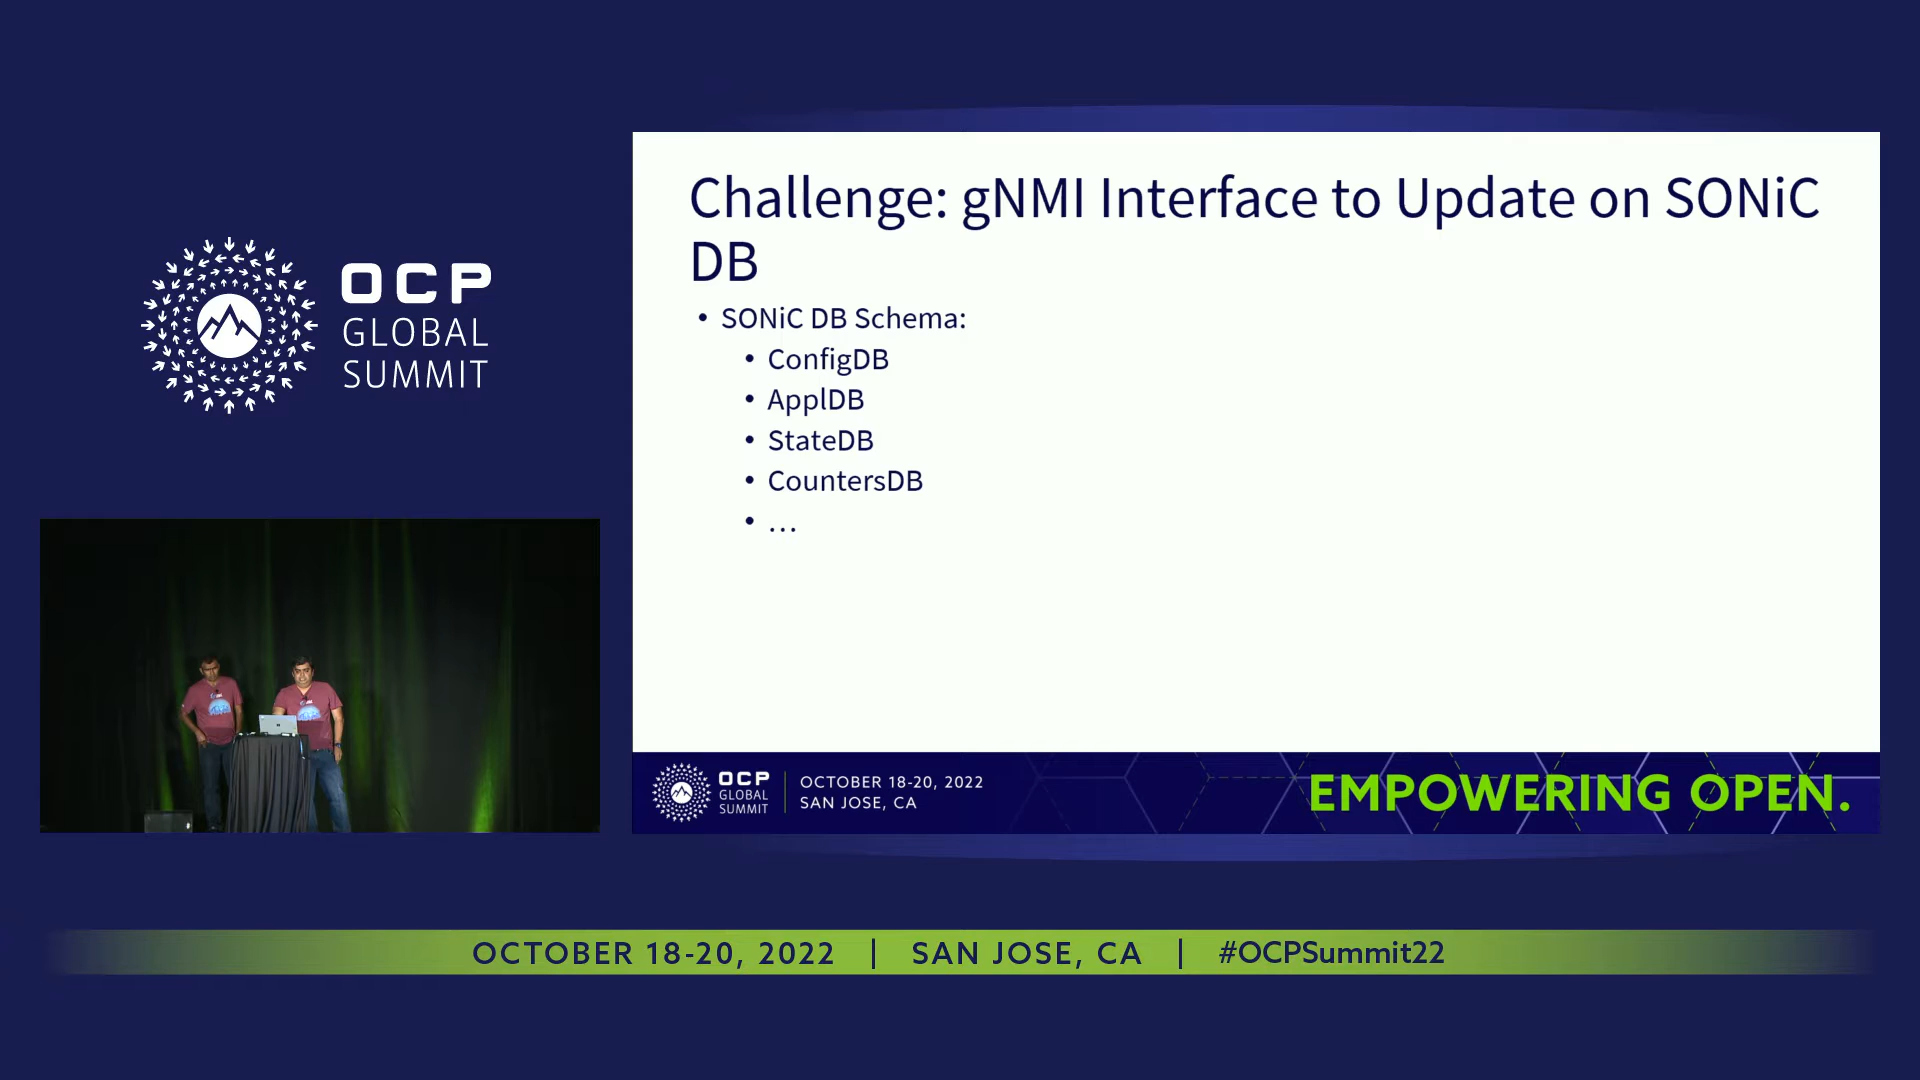 OCP
GLOBAL
SUMMIT
Challenge: gNMI Interface to Update on SONiC
DB
• SONiC DB Schema:
• ConfigDB
• ApplDB
• StateDB
• CountersDB
• …
OCP
GLOBAL
SUMMIT
OCTOBER 18-20, 2022
SAN JOSE, CA
EMPOWERING OPEN.
OCTOBER 18-20, 2022 | SAN JOSE, CA | #OCPSummit22